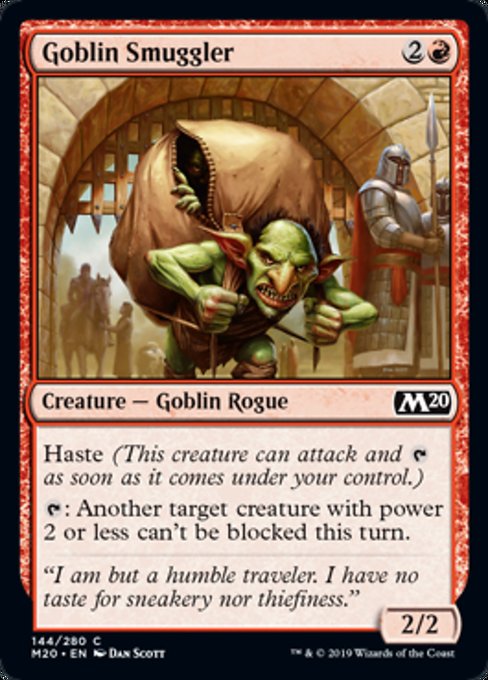 Goblin Smuggler 2
Creature — Goblin Rogue M20
Haste (This creature can attack and
as soon as it comes under your control.)
: Another target creature with power
2 or less can't be blocked this turn.
“I am but a humble traveler. I have no
taste for sneakery nor thiefiness.”
2/2
144/280 C
M20 • EN Dan Scott ™ & © 2019 Wizards of the Coast